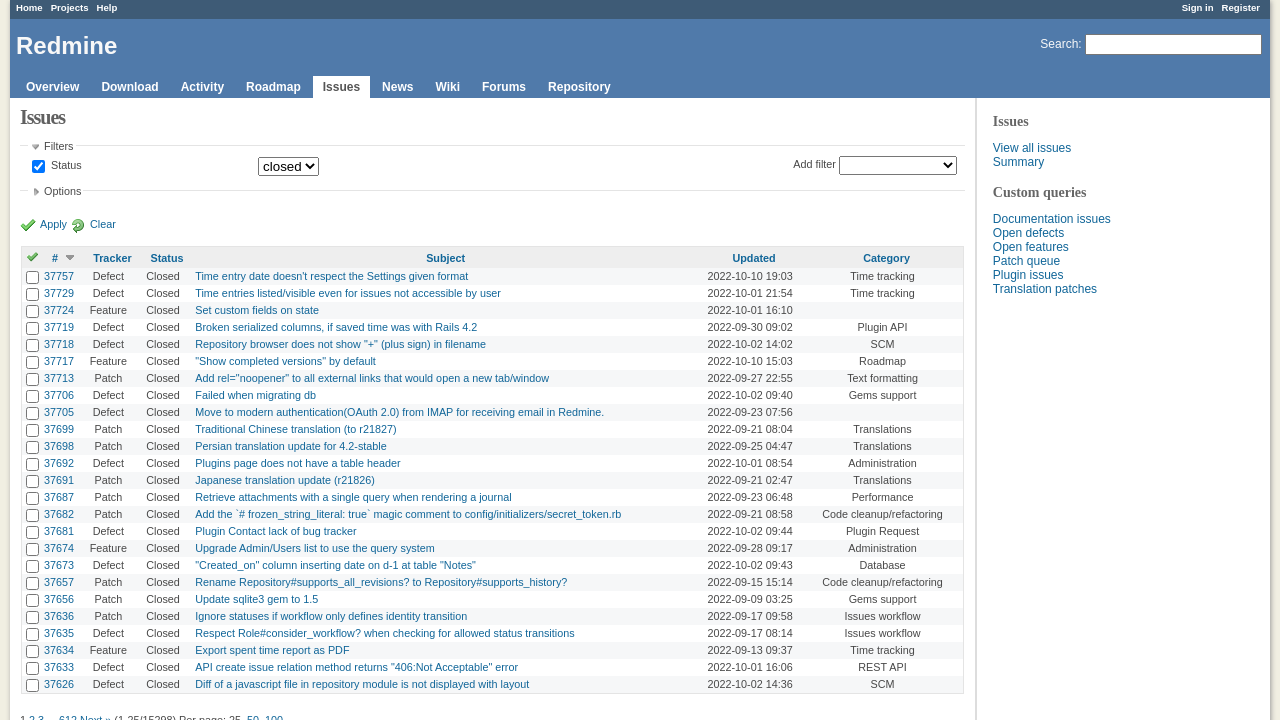 Home Projects Help Sign in Register
Redmine
Search:
Overview Download Activity Roadmap Issues News Wiki Forums Repository
Issues
Filters
Status closed Add filter
Options
Apply Clear
# Tracker Status Subject Updated Category
37757 Defect Closed Time entry date doesn't respect the Settings given format 2022-10-10 19:03 Time tracking
37729 Defect Closed Time entries listed/visible even for issues not accessible by user 2022-10-01 21:54 Time tracking
37724 Feature Closed Set custom fields on state 2022-10-01 16:10
37719 Defect Closed Broken serialized columns, if saved time was with Rails 4.2 2022-09-30 09:02 Plugin API
37718 Defect Closed Repository browser does not show "+" (plus sign) in filename 2022-10-02 14:02 SCM
37717 Feature Closed "Show completed versions" by default 2022-10-10 15:03 Roadmap
37713 Patch Closed Add rel="noopener" to all external links that would open a new tab/window 2022-09-27 22:55 Text formatting
37706 Defect Closed Failed when migrating db 2022-10-02 09:40 Gems support
37705 Defect Closed Move to modern authentication(OAuth 2.0) from IMAP for receiving email in Redmine. 2022-09-23 07:56
37699 Patch Closed Traditional Chinese translation (to r21827) 2022-09-21 08:04 Translations
37698 Patch Closed Persian translation update for 4.2-stable 2022-09-25 04:47 Translations
37692 Defect Closed Plugins page does not have a table header 2022-10-01 08:54 Administration
37691 Patch Closed Japanese translation update (r21826) 2022-09-21 02:47 Translations
37687 Patch Closed Retrieve attachments with a single query when rendering a journal 2022-09-23 06:48 Performance
37682 Patch Closed Add the `# frozen_string_literal: true` magic comment to config/initializers/secret_token.rb 2022-09-21 08:58 Code cleanup/refactoring
37681 Defect Closed Plugin Contact lack of bug tracker 2022-10-02 09:44 Plugin Request
37674 Feature Closed Upgrade Admin/Users list to use the query system 2022-09-28 09:17 Administration
37673 Defect Closed "Created_on" column inserting date on d-1 at table "Notes" 2022-10-02 09:43 Database
37657 Patch Closed Rename Repository#supports_all_revisions? to Repository#supports_history? 2022-09-15 15:14 Code cleanup/refactoring
37656 Patch Closed Update sqlite3 gem to 1.5 2022-09-09 03:25 Gems support
37636 Patch Closed Ignore statuses if workflow only defines identity transition 2022-09-17 09:58 Issues workflow
37635 Defect Closed Respect Role#consider_workflow? when checking for allowed status transitions 2022-09-17 08:14 Issues workflow
37634 Feature Closed Export spent time report as PDF 2022-09-13 09:37 Time tracking
37633 Defect Closed API create issue relation method returns "406:Not Acceptable" error 2022-10-01 16:06 REST API
37626 Defect Closed Diff of a javascript file in repository module is not displayed with layout 2022-10-02 14:36 SCM
1 2 3 ... 612 Next » (1-25/15298) Per page: 25, 50, 100
Issues
View all issues
Summary
Custom queries
Documentation issues
Open defects
Open features
Patch queue
Plugin issues
Translation patches